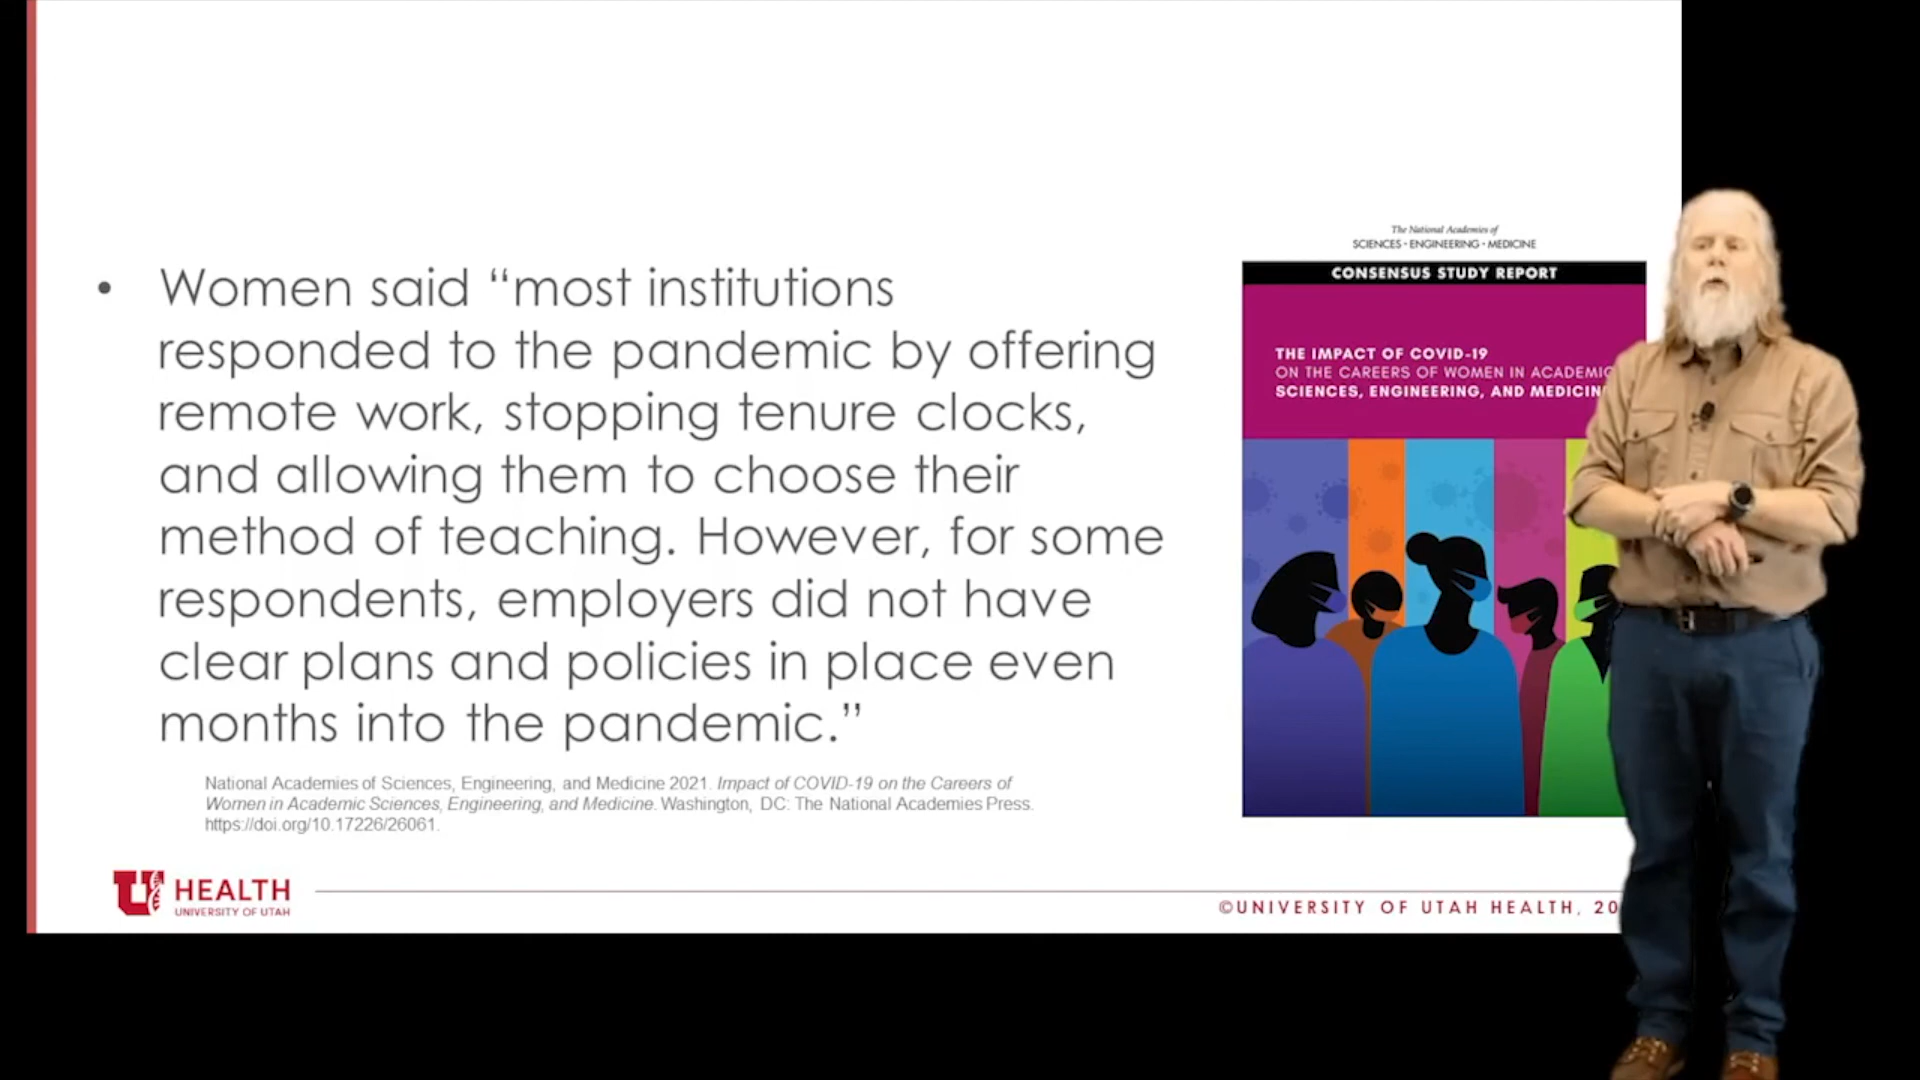 • Women said “most institutions
responded to the pandemic by offering
remote work, stopping tenure clocks,
and allowing them to choose their
method of teaching. However, for some
respondents, employers did not have
clear plans and policies in place even
months into the pandemic.”
National Academies of Sciences, Engineering, and Medicine 2021. Impact of COVID-19 on the Careers of
Women in Academic Sciences, Engineering, and Medicine. Washington, DC: The National Academies Press.
https://doi.org/10.17226/26061.
The National Academies of
SCIENCES · ENGINEERING · MEDICINE
CONSENSUS STUDY REPORT
THE IMPACT OF COVID-19
ON THE CAREERS OF WOMEN IN ACADEMIC
SCIENCES, ENGINEERING, AND MEDICIN
U HEALTH
UNIVERSITY OF UTAH
©UNIVERSITY OF UTAH HEALTH, 20